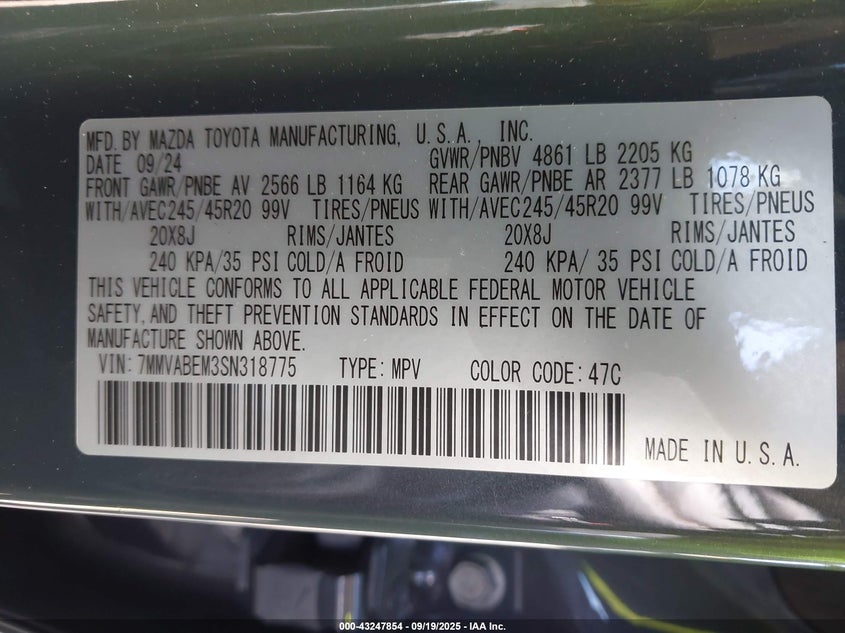 MFD. BY MAZDA TOYOTA MANUFACTURING, U.S.A., INC.
DATE 09/24 GVWR/PNBV 4861 LB 2205 KG
FRONT GAWR/PNBE AV 2566 LB 1164 KG REAR GAWR/PNBE AR 2377 LB 1078 KG
WITH/AVEC245/45R20 99V TIRES/PNEUS WITH/AVEC245/45R20 99V TIRES/PNEUS
20X8J RIMS/JANTES 20X8J RIMS/JANTES
240 KPA/35 PSI COLD/A FROID 240 KPA/ 35 PSI COLD/A FROID
THIS VEHICLE CONFORMS TO ALL APPLICABLE FEDERAL MOTOR VEHICLE
SAFETY, AND THEFT PREVENTION STANDARDS IN EFFECT ON THE DATE OF
MANUFACTURE SHOWN ABOVE.
VIN: 7MMVABEM3SN318775 TYPE: MPV COLOR CODE: 47C
MADE IN U.S.A.
000-43247854 - 09/19/2025 - IAA Inc.